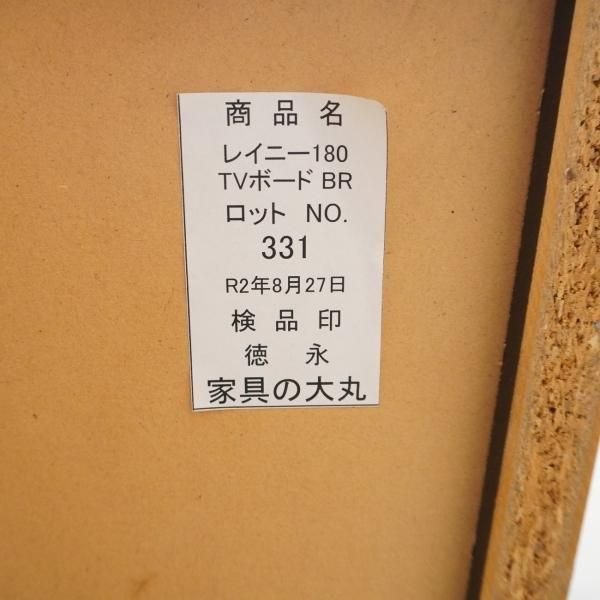 商品名
レイニー180
TVボード BR
ロット NO.
331
R2年8月27日
検品印
徳永
家具の大丸